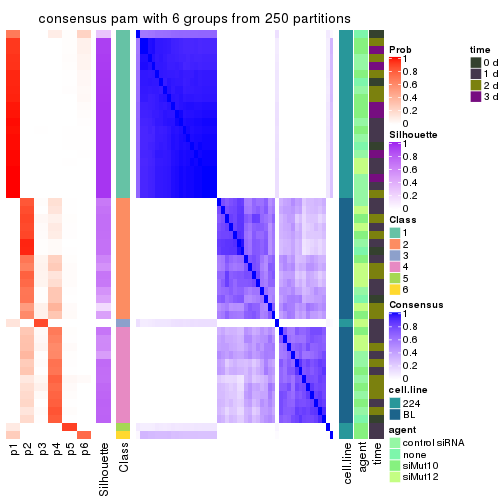 consensus pam with 6 groups from 250 partitions
Prob
1
0.8
0.6
0.4
0.2
0
Silhouette
1
0.8
0.6
0.4
0.2
0
Class
1
2
3
4
5
6
Consensus
1
0.8
0.6
0.4
0.2
0
cell.line
224
BL
agent
control siRNA
none
siMut10
siMut12
time
0 d
1 d
2 d
3 d
p1
p2
p3
p4
p5
p6
Silhouette
Class
cell.line
agent
time